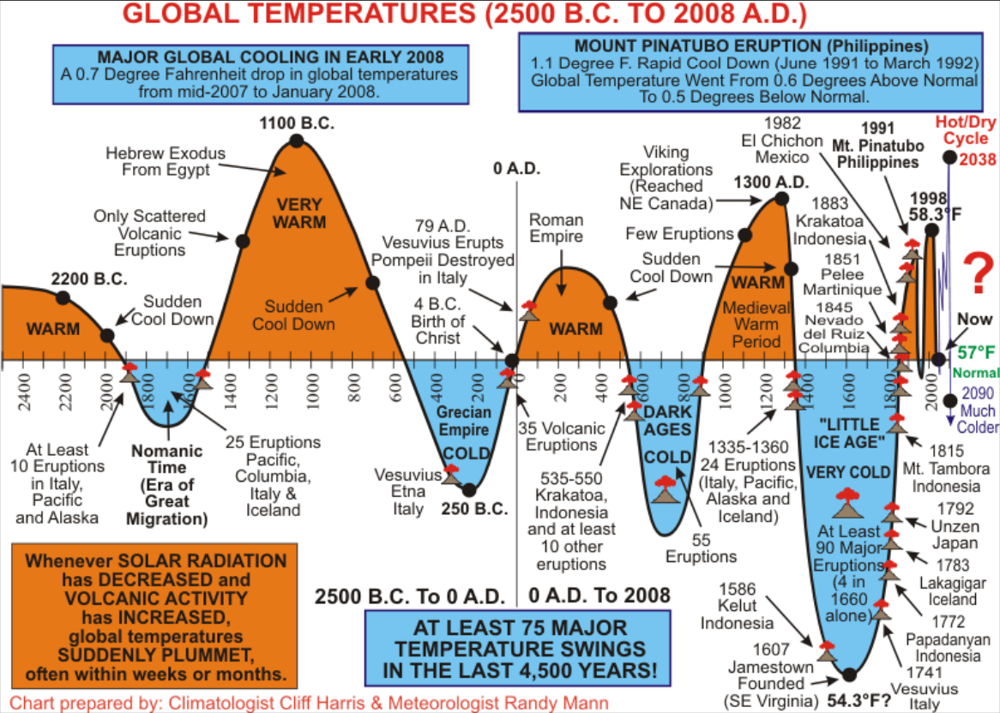 GLOBAL TEMPERATURES (2500 B.C. TO 2008 A.D.)
MAJOR GLOBAL COOLING IN EARLY 2008
A 0.7 Degree Fahrenheit drop in global temperatures
from mid-2007 to January 2008.
MOUNT PINATUBO ERUPTION (Philippines)
1.1 Degree F. Rapid Cool Down (June 1991 to March 1992)
Global Temperature Went From 0.6 Degrees Above Normal
To 0.5 Degrees Below Normal.
1100 B.C.
Hebrew Exodus
From Egypt
Only Scattered
Volcanic
Eruptions
VERY
WARM
2200 B.C.
Sudden
Cool Down
WARM
Sudden
Cool Down
0 A.D.
79 A.D.
Vesuvius Erupts
Pompeii Destroyed
in Italy
4 B.C.
Birth of
Christ
Roman
Empire
WARM
Viking
Explorations
(Reached
NE Canada)
Few Eruptions
Sudden
Cool Down
1300 A.D.
WARM
Medieval
Warm
Period
1982
El Chichon
Mexico
1991
Mt. Pinatubo
Philippines
1883
Krakatoa
Indonesia
1851
Pelee
Martinique
1845
Nevado
del Ruiz
Columbia
1998
58.3°F
Hot/Dry
Cycle
2038
?
Now
57°F
Normal
2090
Much
Colder
2400
2200
2000
1800
1600
1400
1200
1000
800
600
400
200
200
400
600
800
1000
1200
1400
1600
1800
2000
At Least
10 Eruptions
in Italy,
Pacific
and Alaska
Nomanic
Time
(Era of
Great
Migration)
25 Eruptions
Pacific,
Columbia,
Italy &
Iceland
Grecian
Empire
COLD
Vesuvius
Etna
Italy
250 B.C.
35 Volcanic
Eruptions
535-550
Krakatoa,
Indonesia
and at least
10 other
eruptions
DARK
AGES
COLD
55
Eruptions
1335-1360
24 Eruptions
(Italy, Pacific,
Alaska and
Iceland)
"LITTLE
ICE AGE"
VERY COLD
At Least
90 Major
Eruptions
(4 in
1660
alone)
1815
Mt. Tambora
Indonesia
1792
Unzen
Japan
1783
Lakagigar
Iceland
1772
Papadanyan
Indonesia
1741
Vesuvius
Italy
1586
Kelut
Indonesia
1607
Jamestown
Founded
(SE Virginia)
54.3°F?
Whenever SOLAR RADIATION
has DECREASED and
VOLCANIC ACTIVITY
has INCREASED,
global temperatures
SUDDENLY PLUMMET,
often within weeks or months.
2500 B.C. To 0 A.D.
0 A.D. To 2008
AT LEAST 75 MAJOR
TEMPERATURE SWINGS
IN THE LAST 4,500 YEARS!
Chart prepared by: Climatologist Cliff Harris & Meteorologist Randy Mann